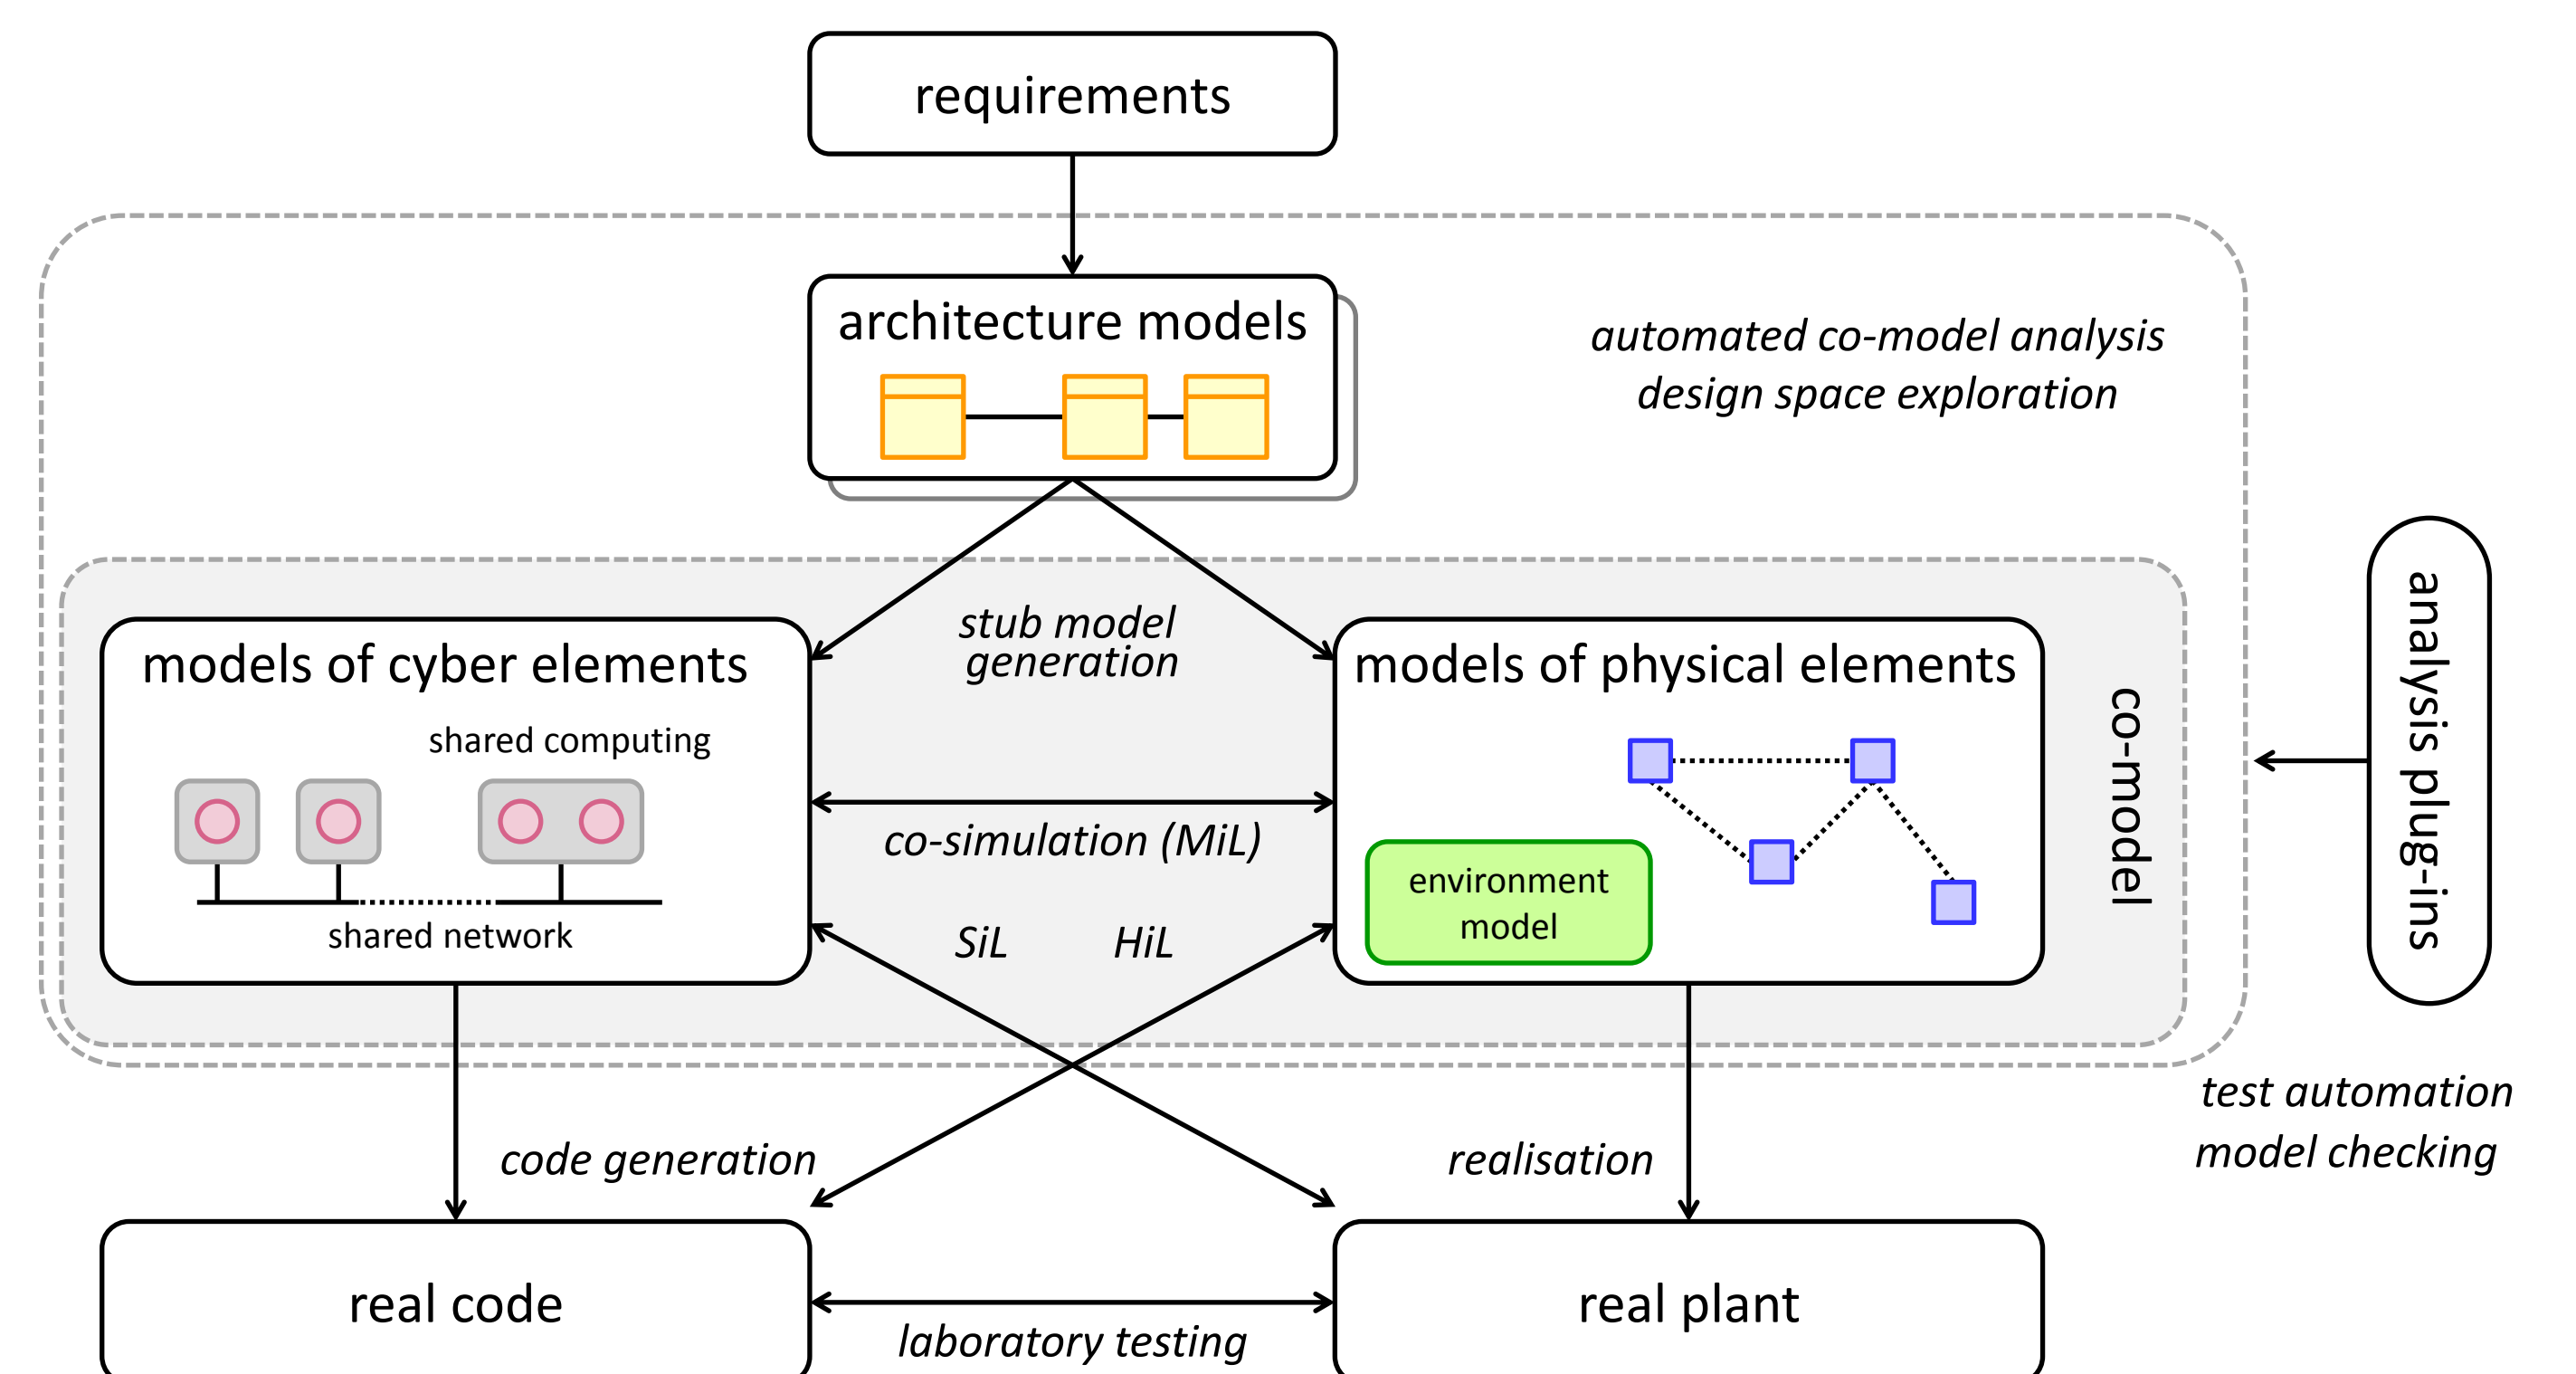 requirements
architecture models
automated co-model analysis
design space exploration
stub model
generation
models of cyber elements
shared computing
shared network
co-simulation (MiL)
SiL
HiL
models of physical elements
environment
model
co-model
analysis plug-ins
test automation
model checking
code generation
realisation
real code
laboratory testing
real plant